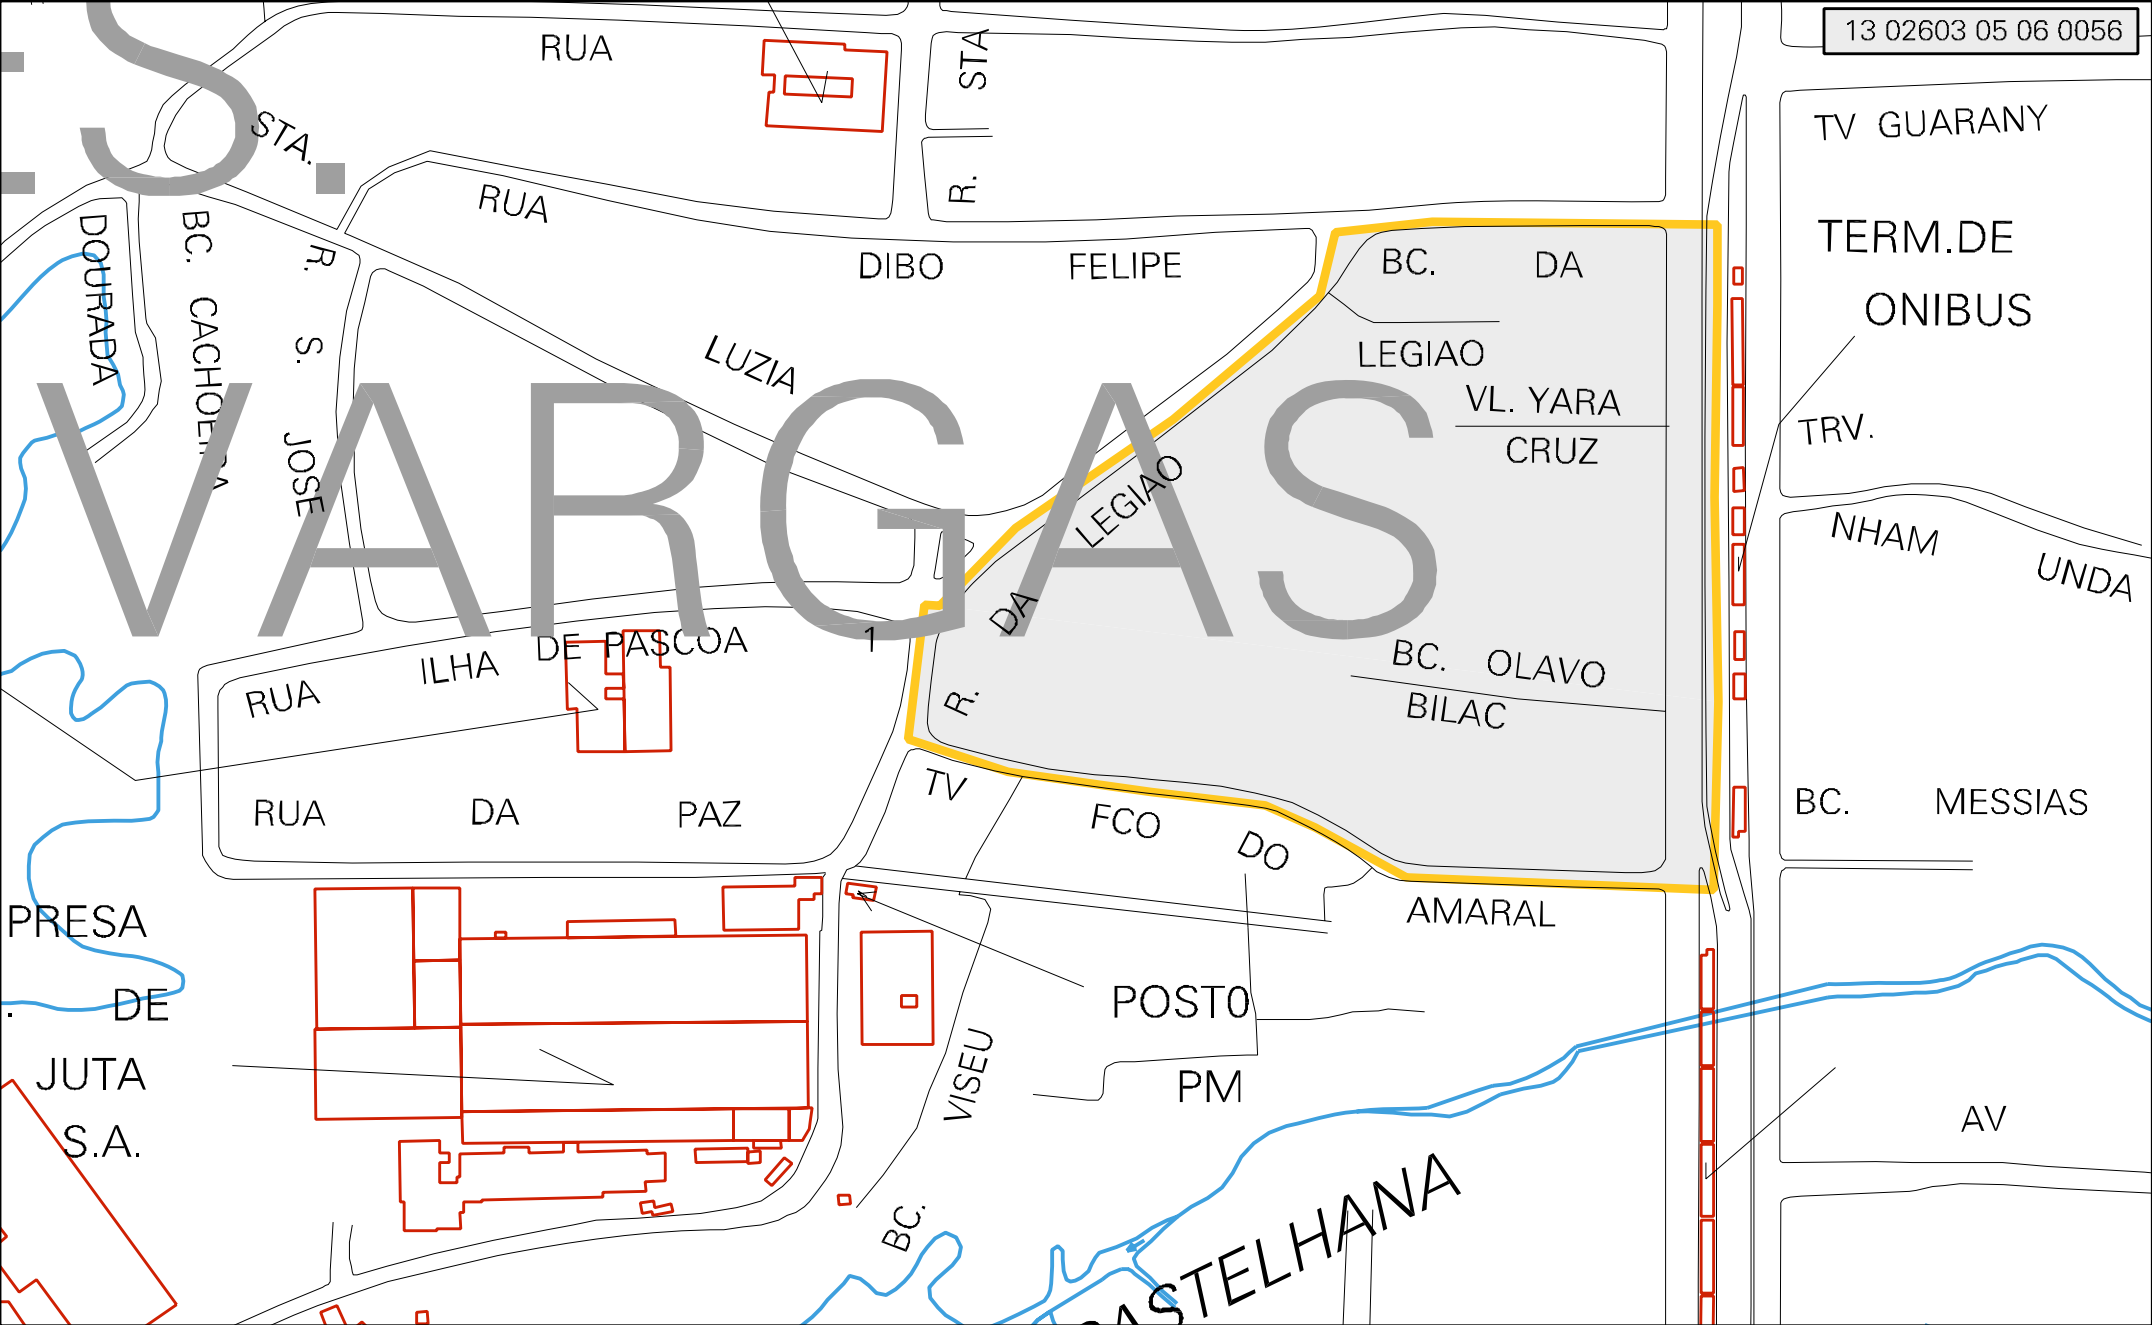 13 02603 05 06 0056
RUA
STA
S.
STA.
TV GUARANY
R.
RUA
DOURADA
BC. CACHOEIRA
R. S. JOSE
DIBO FELIPE
BC. DA
LEGIAO
TERM.DE
ONIBUS
LUZIA
VL. YARA
CRUZ
TRV.
NHAM UNDA
VARGAS
R. DA LEGIAO
1
RUA ILHA DE PASCOA
BC. OLAVO
BILAC
RUA DA PAZ
TV FCO DO AMARAL
BC. MESSIAS
PRESA
. DE
JUTA
S.A.
POST0
PM
BC. VISEU
AV
CASTELHANA